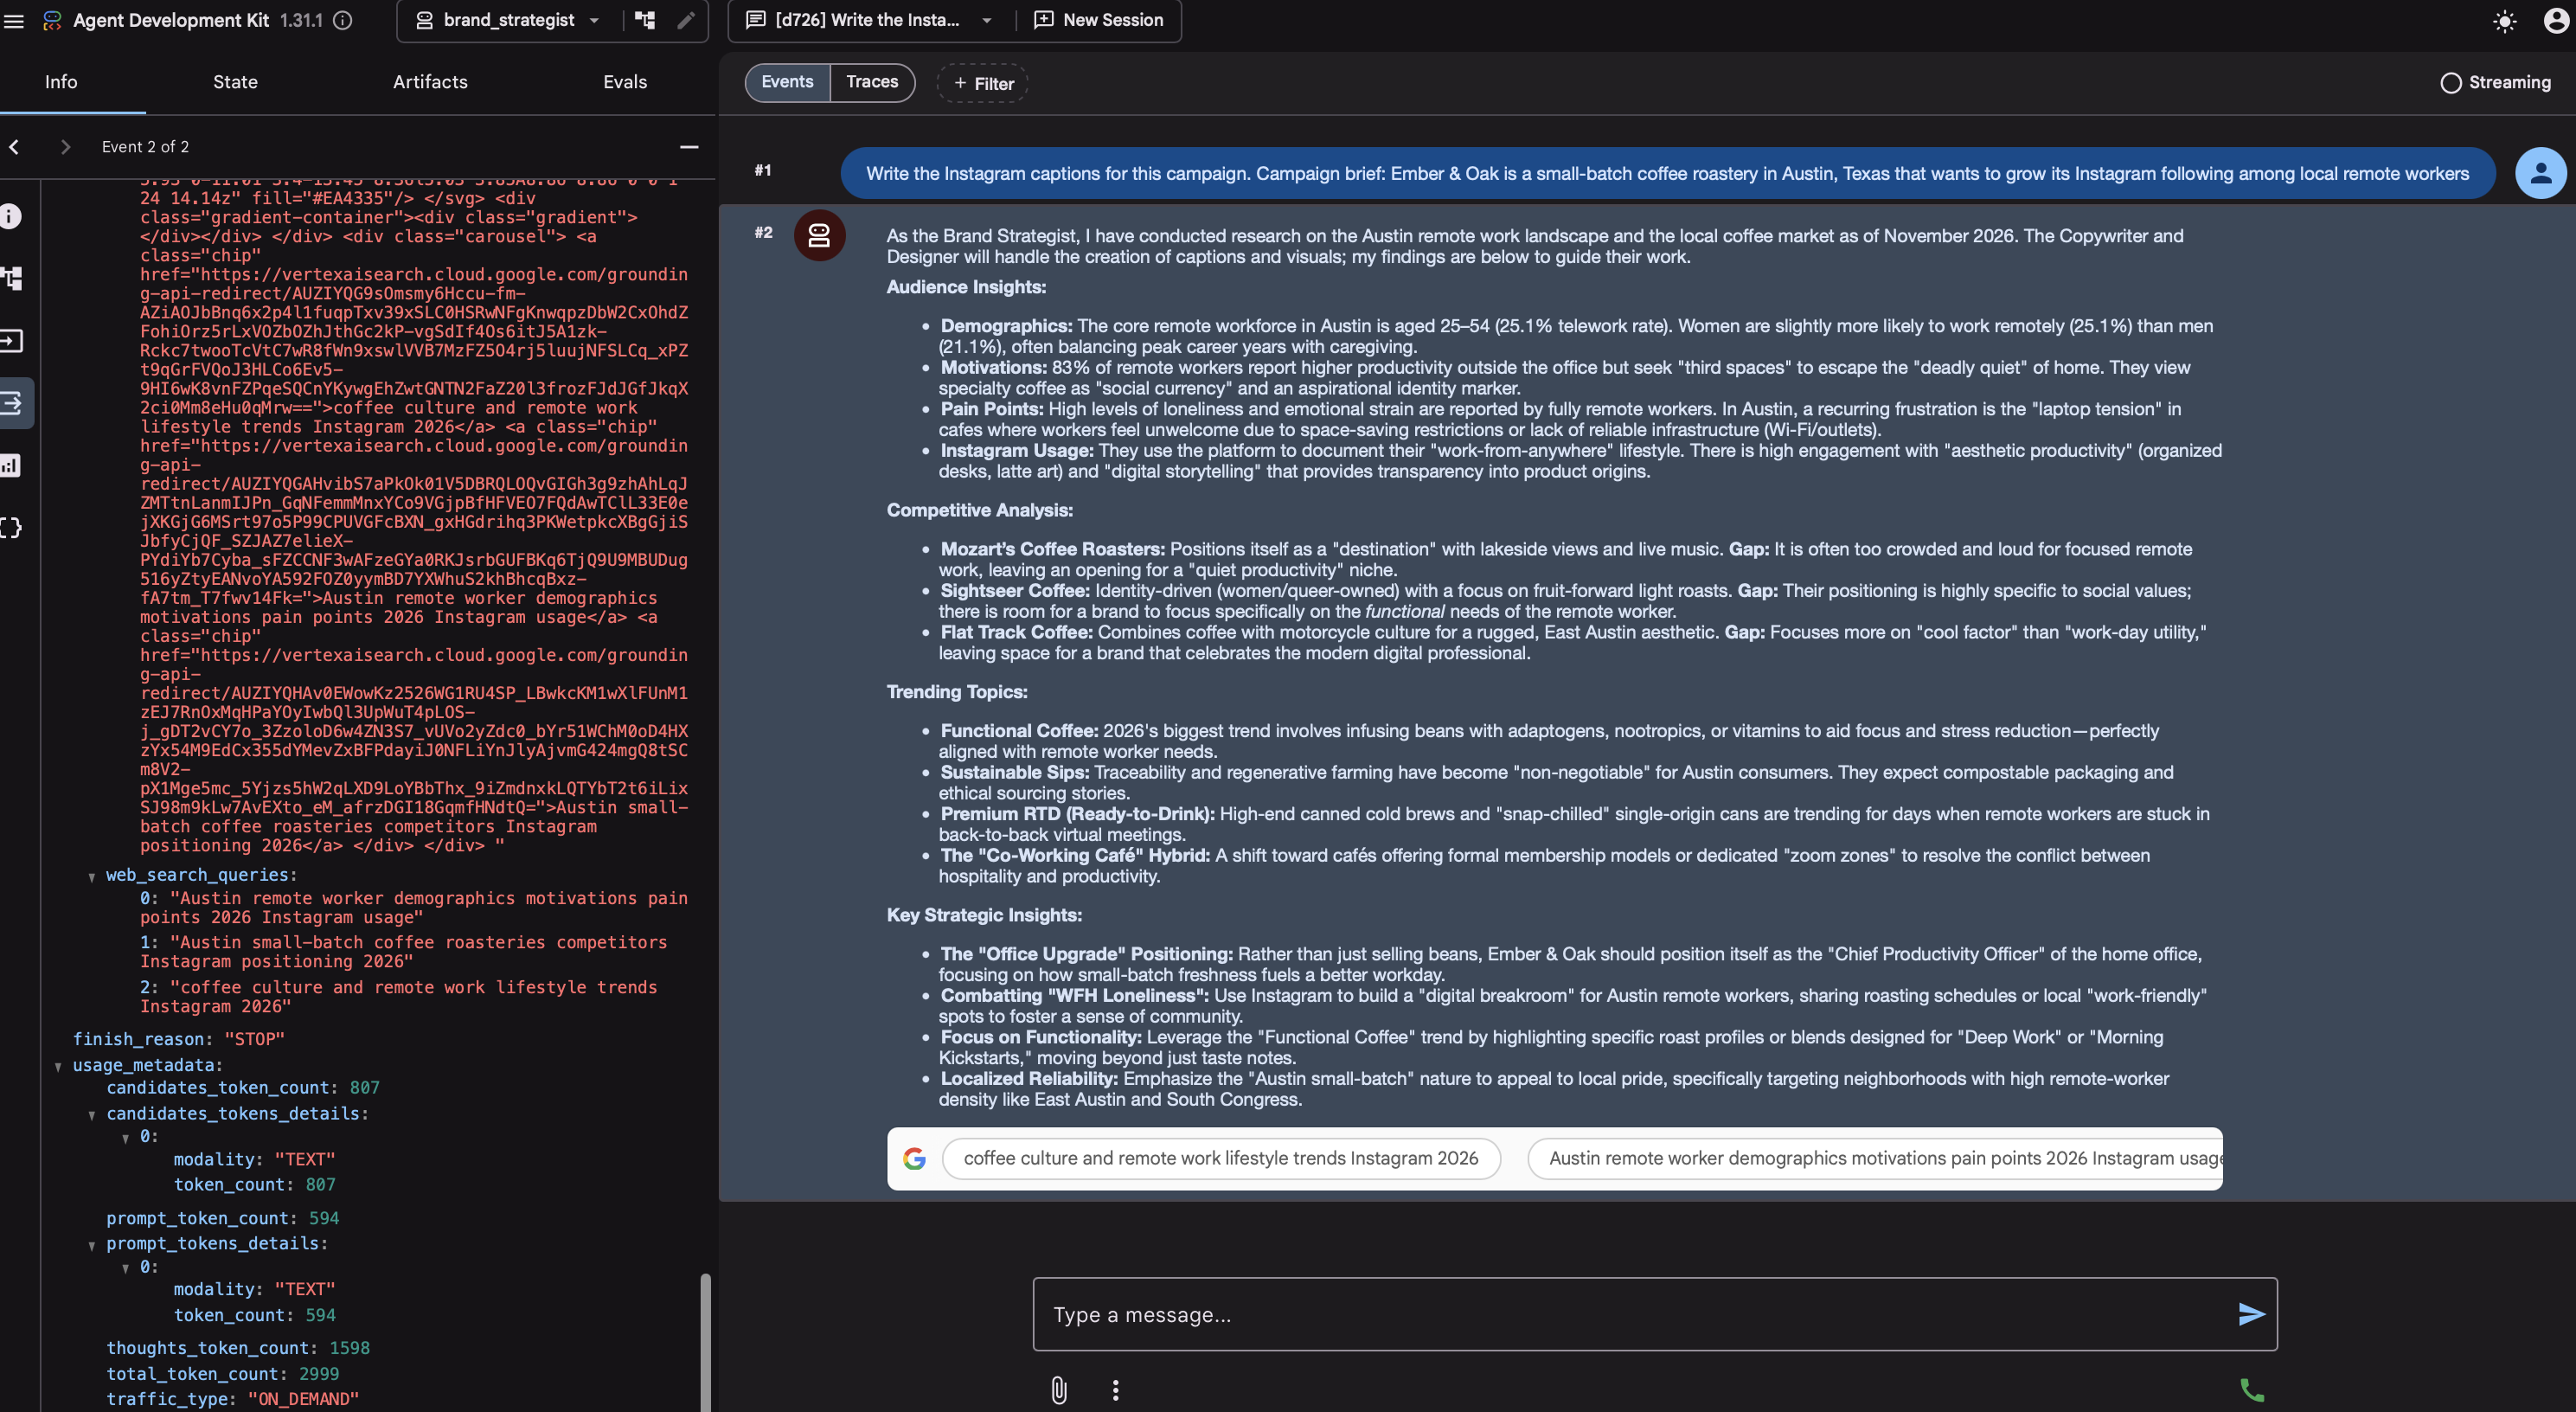 Agent Development Kit 1.31.1
brand_strategist
[d726] Write the Insta...
New Session
Info
State
Artifacts
Evals
Events
Traces
+ Filter
Streaming
Event 2 of 2
24 14.14z" fill="#EA4335"/> </svg> <div
class="gradient-container"><div class="gradient">
</div></div> </div> <div class="carousel"> <a
class="chip"
href="https://vertexaisearch.cloud.google.com/groundin
g-api-redirect/
coffee culture and remote work
lifestyle trends Instagram 2026</a> <a class="chip"
href="https://vertexaisearch.cloud.google.com/groundin
g-api-
redirect/
Austin remote worker demographics
motivations pain points 2026 Instagram usage</a> <a
class="chip"
href="https://vertexaisearch.cloud.google.com/groundin
g-api-
redirect/
Austin small-
batch coffee roasteries competitors Instagram
positioning 2026</a> </div> </div> "
web_search_queries:
0: "Austin remote worker demographics motivations pain
points 2026 Instagram usage"
1: "Austin small-batch coffee roasteries competitors
Instagram positioning 2026"
2: "coffee culture and remote work lifestyle trends
Instagram 2026"
finish_reason: "STOP"
usage_metadata:
candidates_token_count: 807
candidates_tokens_details:
0:
modality: "TEXT"
token_count: 807
prompt_token_count: 594
prompt_tokens_details:
0:
modality: "TEXT"
token_count: 594
thoughts_token_count: 1598
total_token_count: 2999
traffic_type: "ON_DEMAND"
#1
Write the Instagram captions for this campaign. Campaign brief: Ember & Oak is a small-batch coffee roastery in Austin, Texas that wants to grow its Instagram following among local remote workers
#2
As the Brand Strategist, I have conducted research on the Austin remote work landscape and the local coffee market as of November 2026. The Copywriter and
Designer will handle the creation of captions and visuals; my findings are below to guide their work.
Audience Insights:
• Demographics: The core remote workforce in Austin is aged 25–54 (25.1% telework rate). Women are slightly more likely to work remotely (25.1%) than men
(21.1%), often balancing peak career years with caregiving.
• Motivations: 83% of remote workers report higher productivity outside the office but seek "third spaces" to escape the "deadly quiet" of home. They view
specialty coffee as "social currency" and an aspirational identity marker.
• Pain Points: High levels of loneliness and emotional strain are reported by fully remote workers. In Austin, a recurring frustration is the "laptop tension" in
cafes where workers feel unwelcome due to space-saving restrictions or lack of reliable infrastructure (Wi-Fi/outlets).
• Instagram Usage: They use the platform to document their "work-from-anywhere" lifestyle. There is high engagement with "aesthetic productivity" (organized
desks, latte art) and "digital storytelling" that provides transparency into product origins.
Competitive Analysis:
• Mozart’s Coffee Roasters: Positions itself as a "destination" with lakeside views and live music. Gap: It is often too crowded and loud for focused remote
work, leaving an opening for a "quiet productivity" niche.
• Sightseer Coffee: Identity-driven (women/queer-owned) with a focus on fruit-forward light roasts. Gap: Their positioning is highly specific to social values;
there is room for a brand to focus specifically on the functional needs of the remote worker.
• Flat Track Coffee: Combines coffee with motorcycle culture for a rugged, East Austin aesthetic. Gap: Focuses more on "cool factor" than "work-day utility,"
leaving space for a brand that celebrates the modern digital professional.
Trending Topics:
• Functional Coffee: 2026's biggest trend involves infusing beans with adaptogens, nootropics, or vitamins to aid focus and stress reduction—perfectly
aligned with remote worker needs.
• Sustainable Sips: Traceability and regenerative farming have become "non-negotiable" for Austin consumers. They expect compostable packaging and
ethical sourcing stories.
• Premium RTD (Ready-to-Drink): High-end canned cold brews and "snap-chilled" single-origin cans are trending for days when remote workers are stuck in
back-to-back virtual meetings.
• The "Co-Working Café" Hybrid: A shift toward cafés offering formal membership models or dedicated "zoom zones" to resolve the conflict between
hospitality and productivity.
Key Strategic Insights:
• The "Office Upgrade" Positioning: Rather than just selling beans, Ember & Oak should position itself as the "Chief Productivity Officer" of the home office,
focusing on how small-batch freshness fuels a better workday.
• Combatting "WFH Loneliness": Use Instagram to build a "digital breakroom" for Austin remote workers, sharing roasting schedules or local "work-friendly"
spots to foster a sense of community.
• Focus on Functionality: Leverage the "Functional Coffee" trend by highlighting specific roast profiles or blends designed for "Deep Work" or "Morning
Kickstarts," moving beyond just taste notes.
• Localized Reliability: Emphasize the "Austin small-batch" nature to appeal to local pride, specifically targeting neighborhoods with high remote-worker
density like East Austin and South Congress.
coffee culture and remote work lifestyle trends Instagram 2026
Austin remote worker demographics motivations pain points 2026 Instagram usage
Type a message...